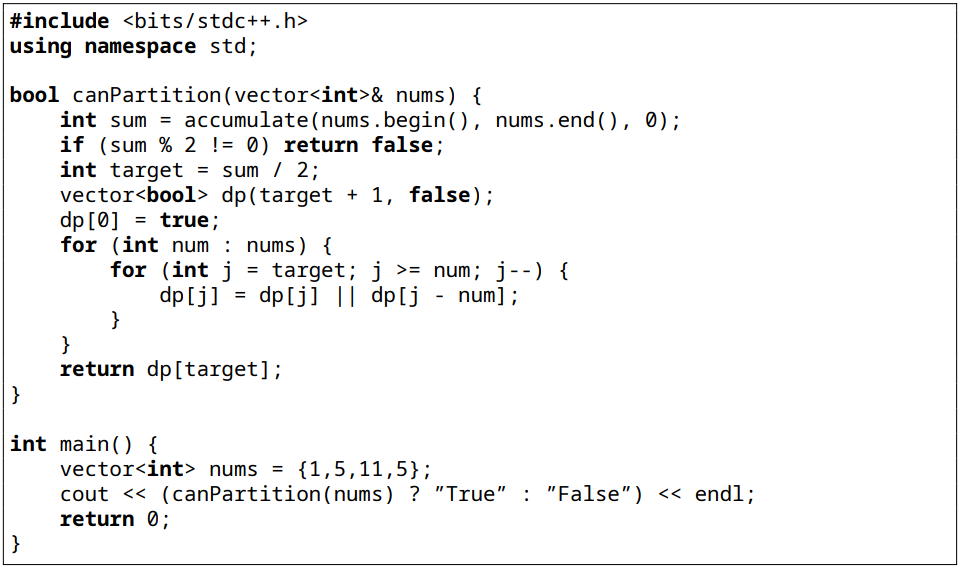 #include <bits/stdc++.h>
using namespace std;

bool canPartition(vector<int>& nums) {
    int sum = accumulate(nums.begin(), nums.end(), 0);
    if (sum % 2 != 0) return false;
    int target = sum / 2;
    vector<bool> dp(target + 1, false);
    dp[0] = true;
    for (int num : nums) {
        for (int j = target; j >= num; j--) {
            dp[j] = dp[j] || dp[j - num];
        }
    }
    return dp[target];
}

int main() {
    vector<int> nums = {1,5,11,5};
    cout << (canPartition(nums) ? ”True” : ”False”) << endl;
    return 0;
}